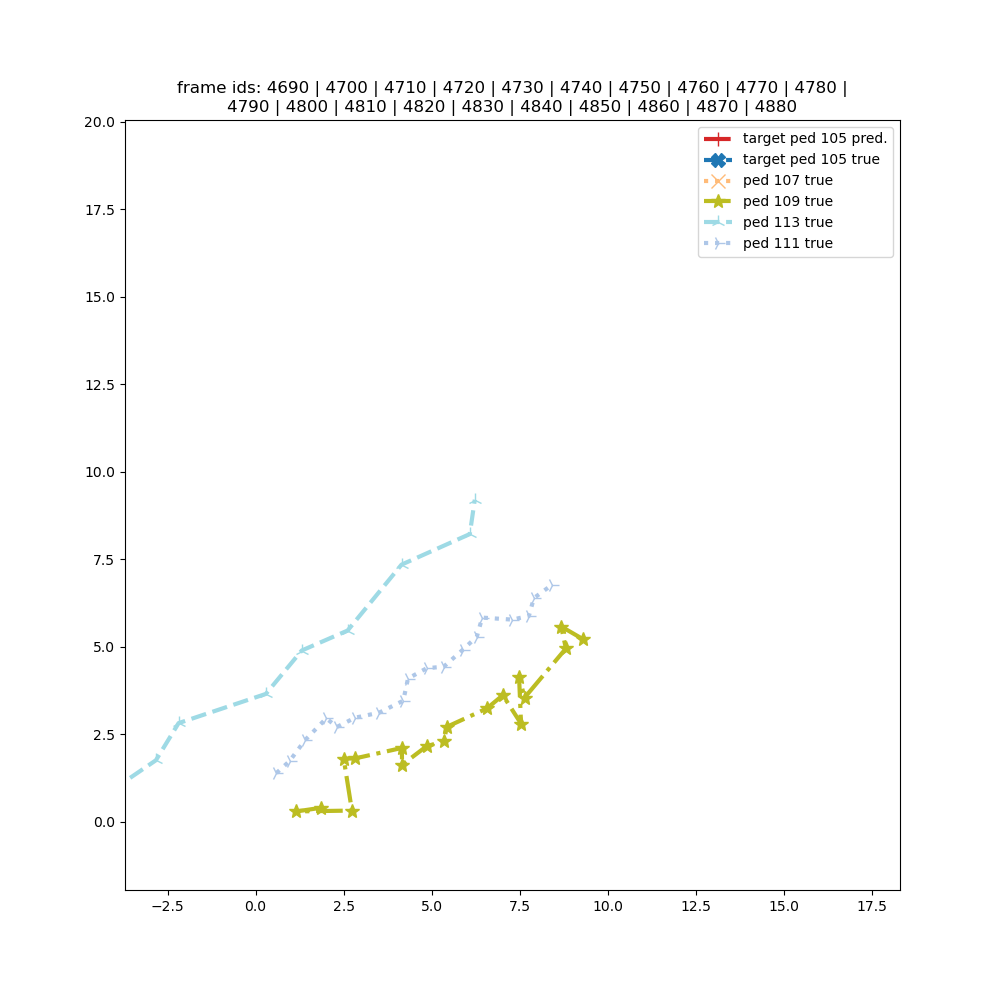 frame ids: 4690 | 4700 | 4710 | 4720 | 4730 | 4740 | 4750 | 4760 | 4770 | 4780 |
4790 | 4800 | 4810 | 4820 | 4830 | 4840 | 4850 | 4860 | 4870 | 4880
target ped 105 pred.
target ped 105 true
ped 107 true
ped 109 true
ped 113 true
ped 111 true
20.0
17.5
15.0
12.5
10.0
7.5
5.0
2.5
0.0
−2.5 0.0 2.5 5.0 7.5 10.0 12.5 15.0 17.5